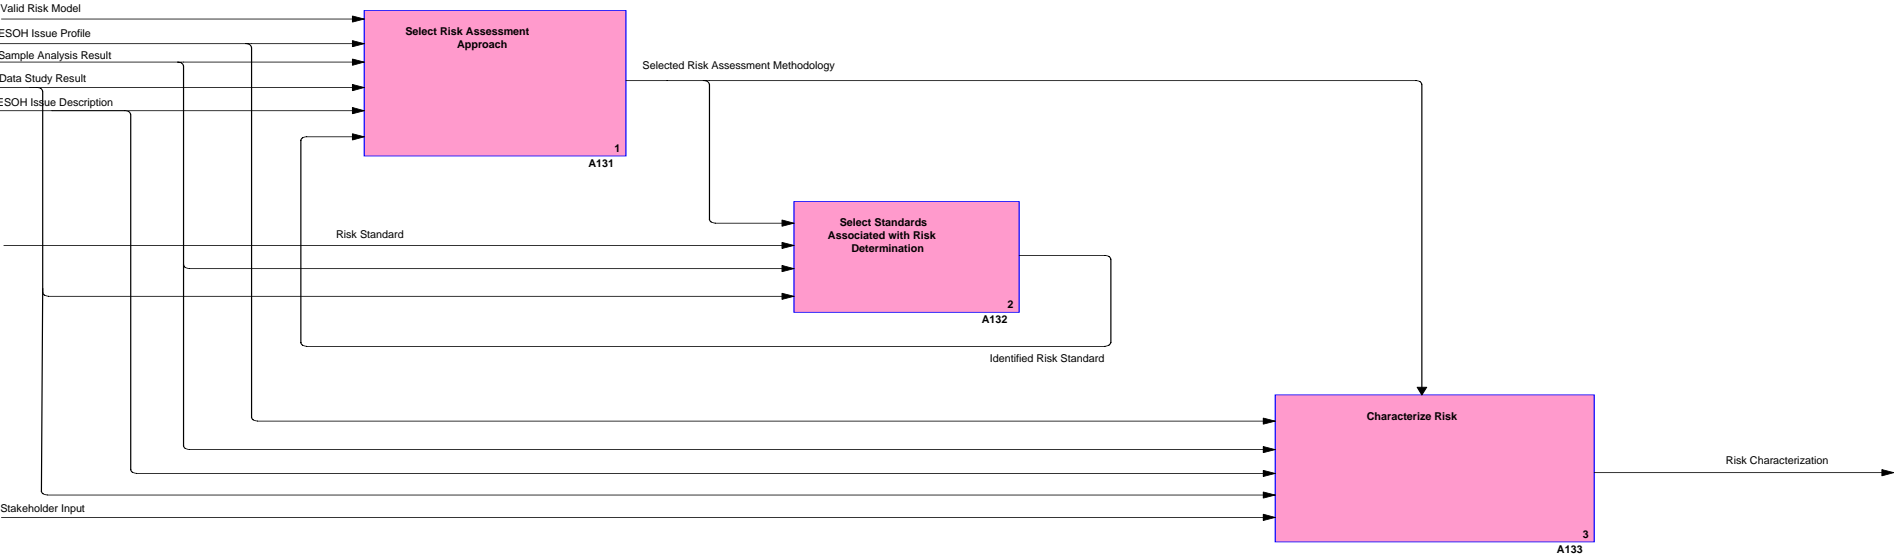 Valid Risk Model
ESOH Issue Profile
Sample Analysis Result
Data Study Result
ESOH Issue Description
Select Risk Assessment
Approach
1
A131
Selected Risk Assessment Methodology
Risk Standard
Select Standards
Associated with Risk
Determination
2
A132
Identified Risk Standard
Characterize Risk
3
A133
Risk Characterization
Stakeholder Input